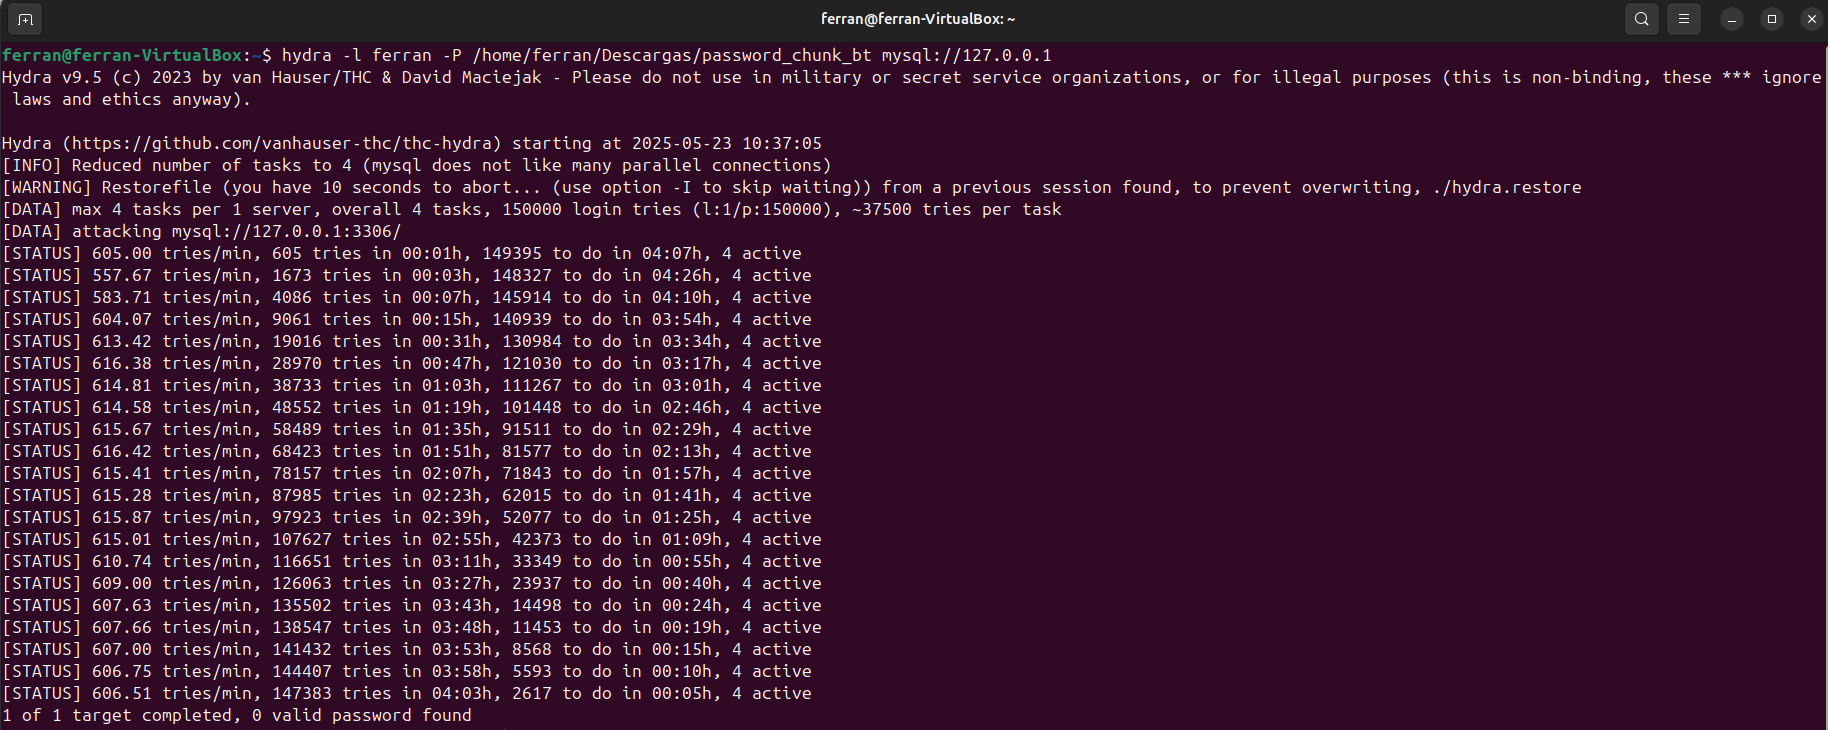 ferran@ferran-VirtualBox: ~
ferran@ferran-VirtualBox:~$ hydra -l ferran -P /home/ferran/Descargas/password_chunk_bt mysql://127.0.0.1
Hydra v9.5 (c) 2023 by van Hauser/THC & David Maciejak - Please do not use in military or secret service organizations, or for illegal purposes (this is non-binding, these *** ignore
 laws and ethics anyway).
Hydra (https://github.com/vanhauser-thc/thc-hydra) starting at 2025-05-23 10:37:05
[INFO] Reduced number of tasks to 4 (mysql does not like many parallel connections)
[WARNING] Restorefile (you have 10 seconds to abort... (use option -I to skip waiting)) from a previous session found, to prevent overwriting, ./hydra.restore
[DATA] max 4 tasks per 1 server, overall 4 tasks, 150000 login tries (l:1/p:150000), ~37500 tries per task
[DATA] attacking mysql://127.0.0.1:3306/
[STATUS] 605.00 tries/min, 605 tries in 00:01h, 149395 to do in 04:07h, 4 active
[STATUS] 557.67 tries/min, 1673 tries in 00:03h, 148327 to do in 04:26h, 4 active
[STATUS] 583.71 tries/min, 4086 tries in 00:07h, 145914 to do in 04:10h, 4 active
[STATUS] 604.07 tries/min, 9061 tries in 00:15h, 140939 to do in 03:54h, 4 active
[STATUS] 613.42 tries/min, 19016 tries in 00:31h, 130984 to do in 03:34h, 4 active
[STATUS] 616.38 tries/min, 28970 tries in 00:47h, 121030 to do in 03:17h, 4 active
[STATUS] 614.81 tries/min, 38733 tries in 01:03h, 111267 to do in 03:01h, 4 active
[STATUS] 614.58 tries/min, 48552 tries in 01:19h, 101448 to do in 02:46h, 4 active
[STATUS] 615.67 tries/min, 58489 tries in 01:35h, 91511 to do in 02:29h, 4 active
[STATUS] 616.42 tries/min, 68423 tries in 01:51h, 81577 to do in 02:13h, 4 active
[STATUS] 615.41 tries/min, 78157 tries in 02:07h, 71843 to do in 01:57h, 4 active
[STATUS] 615.28 tries/min, 87985 tries in 02:23h, 62015 to do in 01:41h, 4 active
[STATUS] 615.87 tries/min, 97923 tries in 02:39h, 52077 to do in 01:25h, 4 active
[STATUS] 615.01 tries/min, 107627 tries in 02:55h, 42373 to do in 01:09h, 4 active
[STATUS] 610.74 tries/min, 116651 tries in 03:11h, 33349 to do in 00:55h, 4 active
[STATUS] 609.00 tries/min, 126063 tries in 03:27h, 23937 to do in 00:40h, 4 active
[STATUS] 607.63 tries/min, 135502 tries in 03:43h, 14498 to do in 00:24h, 4 active
[STATUS] 607.66 tries/min, 138547 tries in 03:48h, 11453 to do in 00:19h, 4 active
[STATUS] 607.00 tries/min, 141432 tries in 03:53h, 8568 to do in 00:15h, 4 active
[STATUS] 606.75 tries/min, 144407 tries in 03:58h, 5593 to do in 00:10h, 4 active
[STATUS] 606.51 tries/min, 147383 tries in 04:03h, 2617 to do in 00:05h, 4 active
1 of 1 target completed, 0 valid password found